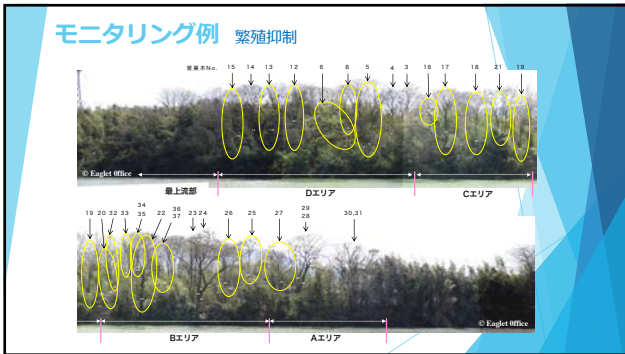 モニタリング例 繁殖抑制
営巣木No. 15 14 13 12 6 8 5 4 3 16 17 18 21 19
© Eaglet Office
最上流部 Dエリア Cエリア
19 20 32 33 34 35 22 36 37 23 24 26 25 27 29 28 30,31
© Eaglet Office
Bエリア Aエリア